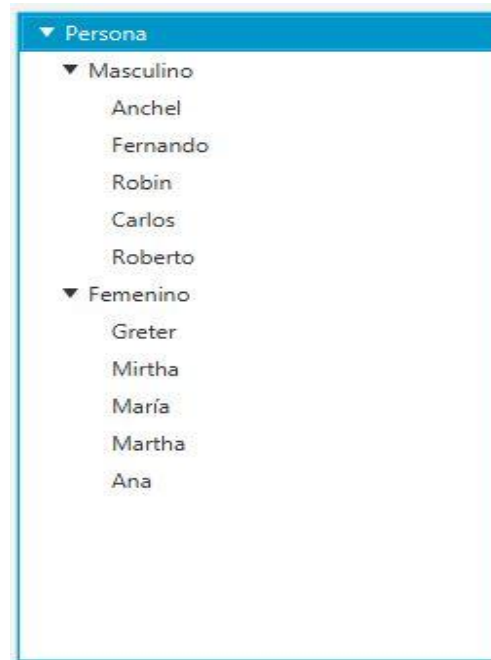 Persona
Masculino
Anchel
Fernando
Robin
Carlos
Roberto
Femenino
Greter
Mirtha
María
Martha
Ana